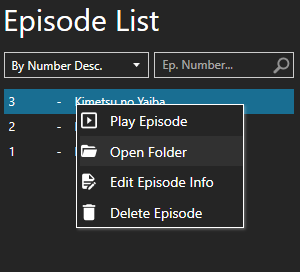 Episode List
By Number Desc. Ep. Number...
3 - Kimetsu no Yaiba
2 -
1 -
Play Episode
Open Folder
Edit Episode Info
Delete Episode